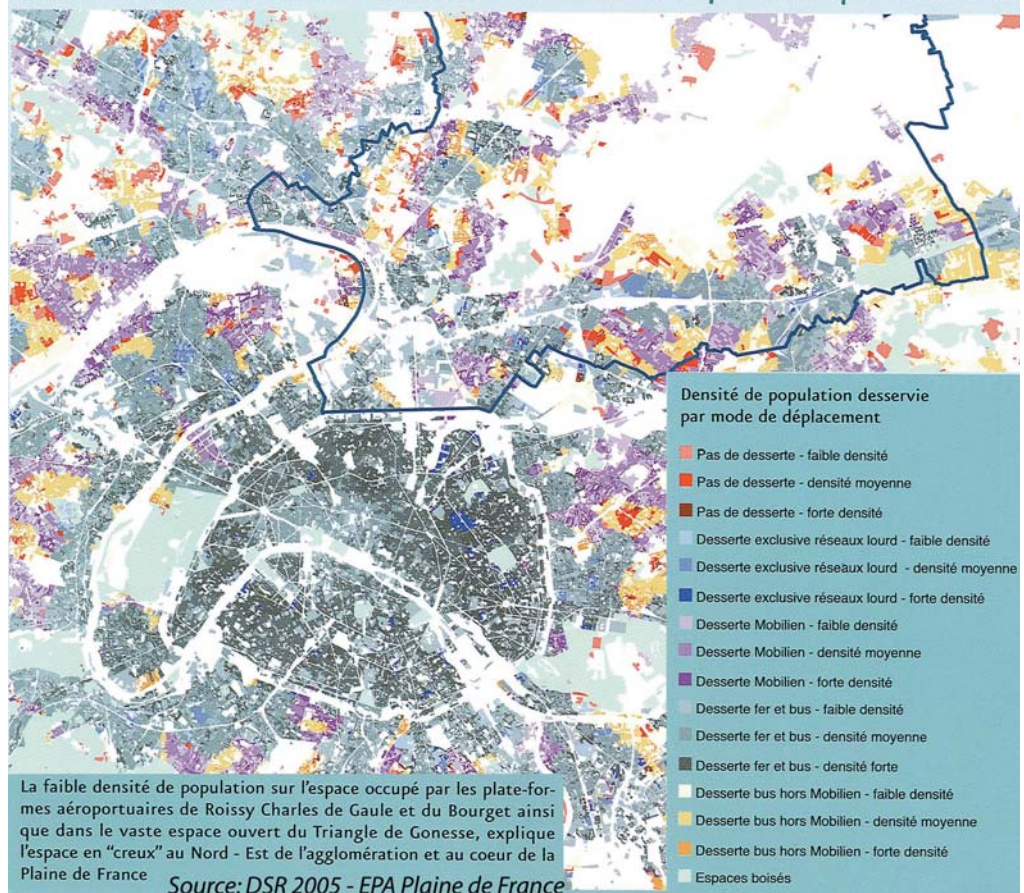 Densité de population desservie
par mode de déplacement
Pas de desserte - faible densité
Pas de desserte - densité moyenne
Pas de desserte - forte densité
Desserte exclusive réseaux lourd - faible densité
Desserte exclusive réseaux lourd - densité moyenne
Desserte exclusive réseaux lourd - forte densité
Desserte Mobilien - faible densité
Desserte Mobilien - densité moyenne
Desserte Mobilien - forte densité
Desserte fer et bus - faible densité
Desserte fer et bus - densité moyenne
Desserte fer et bus - densité forte
Desserte bus hors Mobilien - faible densité
Desserte bus hors Mobilien - densité moyenne
Desserte bus hors Mobilien - forte densité
Espaces boisés
La faible densité de population sur l'espace occupé par les plate-for-
mes aéroportuaires de Roissy Charles de Gaule et du Bourget ainsi
que dans le vaste espace ouvert du Triangle de Gonesse, explique
l'espace en "creux" au Nord - Est de l'agglomération et au coeur de la
Plaine de France
Source: DSR 2005 - EPA Plaine de France